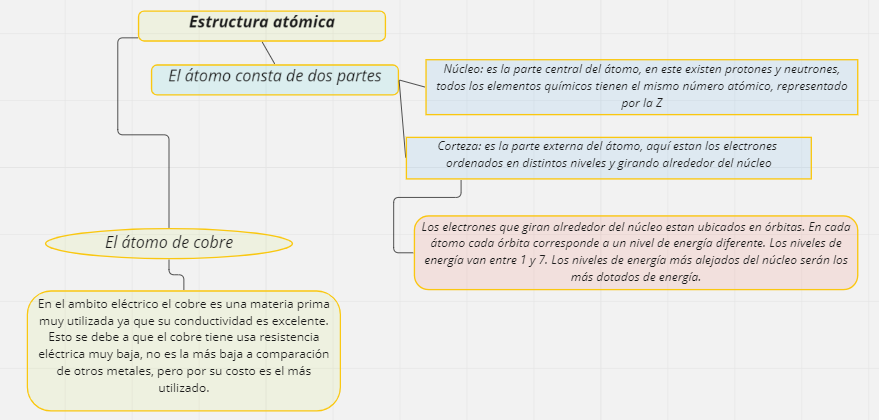 Estructura atómica
El átomo consta de dos partes
Núcleo: es la parte central del átomo, en este existen protones y neutrones,
todos los elementos químicos tienen el mismo número atómico, representado
por la Z
Corteza: es la parte externa del átomo, aquí estan los electrones
ordenados en distintos niveles y girando alrededor del núcleo
Los electrones que giran alrededor del núcleo estan ubicados en órbitas. En cada
átomo cada órbita corresponde a un nivel de energía diferente. Los niveles de
energía van entre 1 y 7. Los niveles de energía más alejados del núcleo serán los
más dotados de energía.
El átomo de cobre
En el ambito eléctrico el cobre es una materia prima
muy utilizada ya que su conductividad es excelente.
Esto se debe a que el cobre tiene usa resistencia
eléctrica muy baja, no es la más baja a comparación
de otros metales, pero por su costo es el más
utilizado.